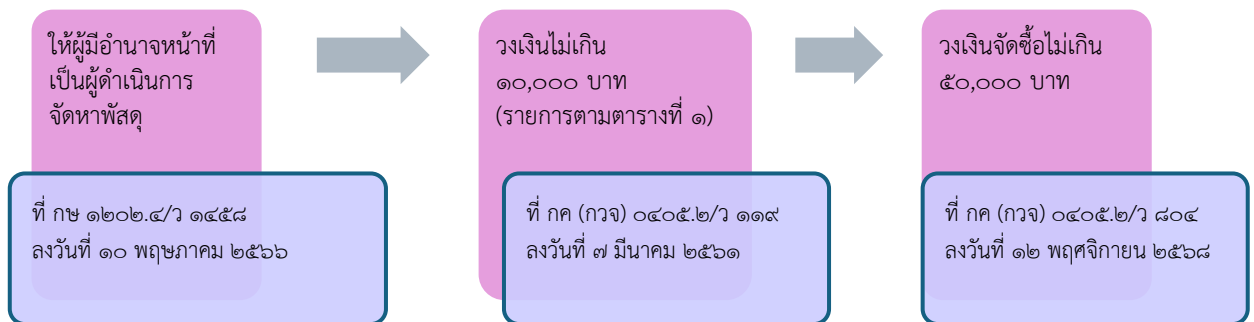 ให้ผู้มีอำนาจหน้าที่
เป็นผู้ดำเนินการ
จัดหาพัสดุ
ที่ กษ ๑๒๐๒.๔/ว ๑๔๕๘
ลงวันที่ ๑๐ พฤษภาคม ๒๕๖๖
วงเงินไม่เกิน
๑๐,๐๐๐ บาท
(รายการตามตารางที่ ๑)
ที่ กค (กวจ) ๐๔๐๕.๒/ว ๑๑๙
ลงวันที่ ๗ มีนาคม ๒๕๖๑
วงเงินจัดซื้อไม่เกิน
๕๐,๐๐๐ บาท
ที่ กค (กวจ) ๐๔๐๕.๒/ว ๘๐๔
ลงวันที่ ๑๒ พฤศจิกายน ๒๕๖๘